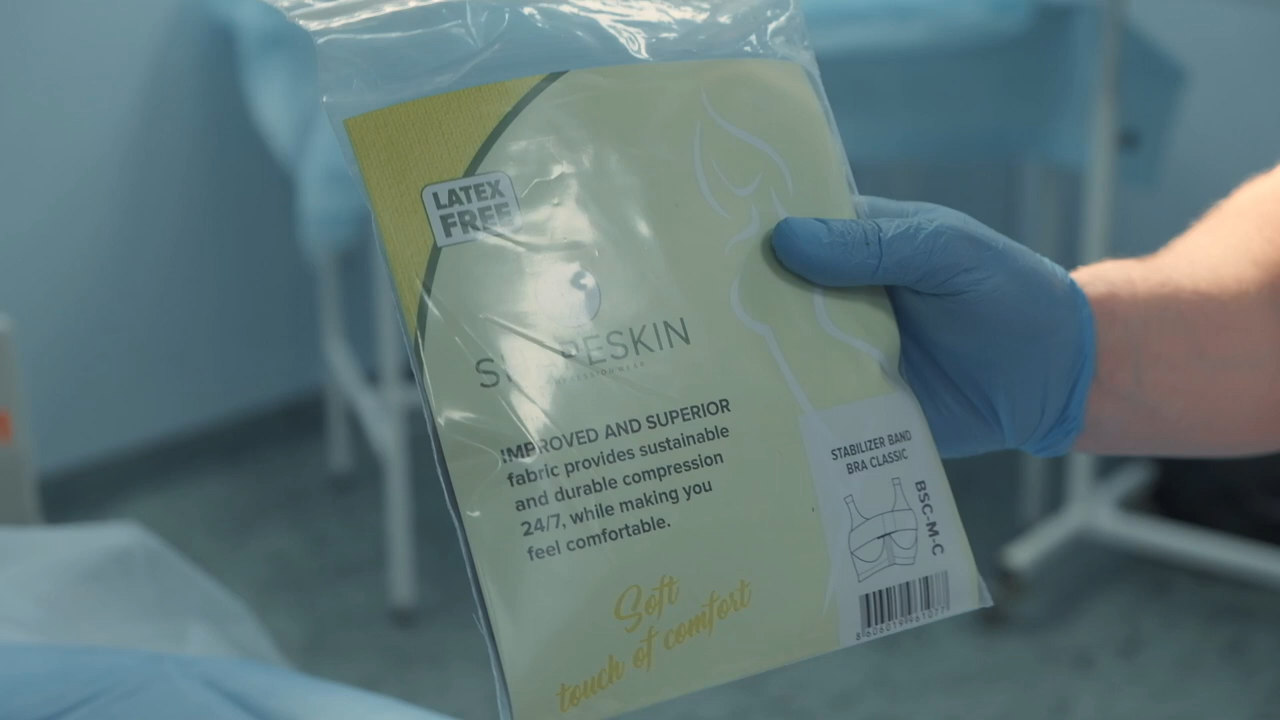 LATEX
FREE
IMPROVED AND SUPERIOR
fabric provides sustainable
and durable compression
24/7, while making you
feel comfortable.
Soft
touch of comfort
STABILIZER BAND
BRA CLASSIC
BSC-M-C